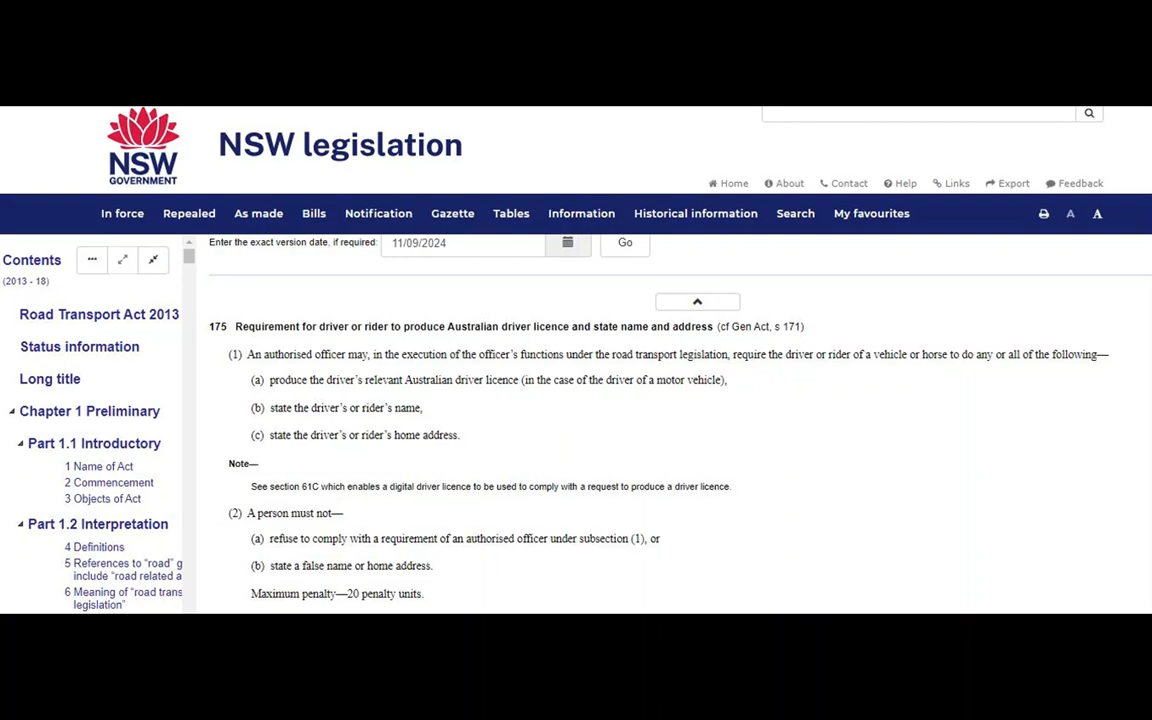 NSW
GOVERNMENT
NSW legislation
Home About Contact Help Links Export Feedback
In force Repealed As made Bills Notification Gazette Tables Information Historical information Search My favourites A A
Enter the exact version date, if required: 11/09/2024 Go
Contents
(2013 - 18)
Road Transport Act 2013
Status information
Long title
Chapter 1 Preliminary
Part 1.1 Introductory
1 Name of Act
2 Commencement
3 Objects of Act
Part 1.2 Interpretation
4 Definitions
5 References to “road” g
include “road related a
6 Meaning of “road trans
legislation”
175 Requirement for driver or rider to produce Australian driver licence and state name and address (cf Gen Act, s 171)
(1) An authorised officer may, in the execution of the officer’s functions under the road transport legislation, require the driver or rider of a vehicle or horse to do any or all of the following—
(a) produce the driver’s relevant Australian driver licence (in the case of the driver of a motor vehicle),
(b) state the driver’s or rider’s name,
(c) state the driver’s or rider’s home address.
Note—
See section 61C which enables a digital driver licence to be used to comply with a request to produce a driver licence.
(2) A person must not—
(a) refuse to comply with a requirement of an authorised officer under subsection (1), or
(b) state a false name or home address.
Maximum penalty—20 penalty units.